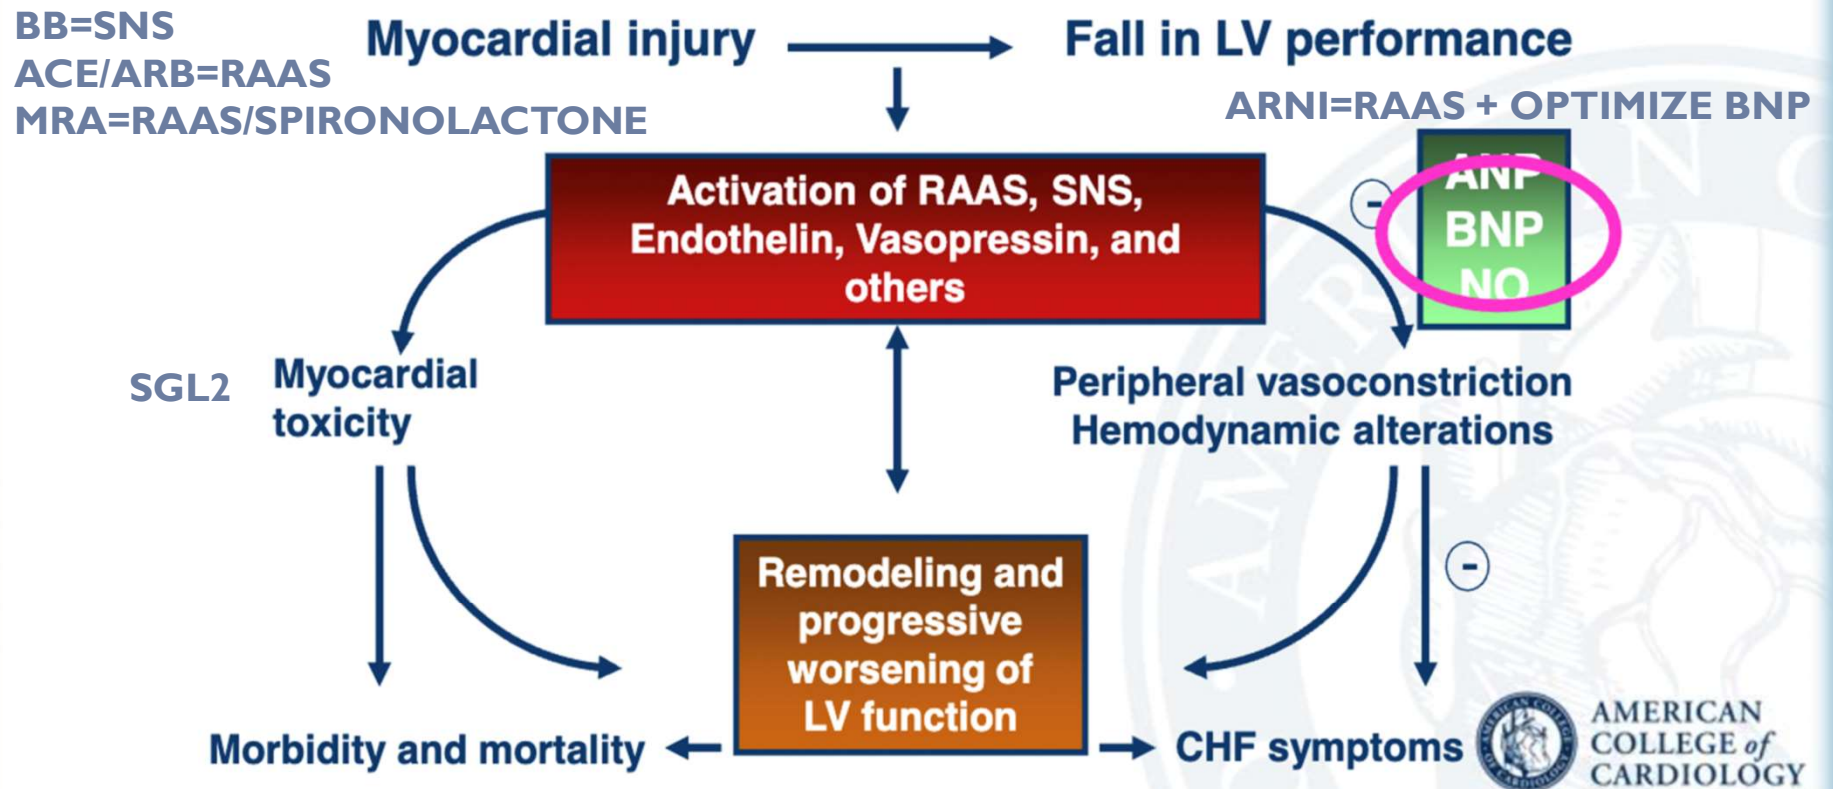 BB=SNS
ACE/ARB=RAAS
MRA=RAAS/SPIRONOLACTONE
Myocardial injury
Fall in LV performance
ARNI=RAAS + OPTIMIZE BNP
Activation of RAAS, SNS,
Endothelin, Vasopressin, and
others
-
ANP
BNP
NO
SGL2
Myocardial
toxicity
Peripheral vasoconstriction
Hemodynamic alterations
-
Remodeling and
progressive
worsening of
LV function
Morbidity and mortality
CHF symptoms
AMERICAN
COLLEGE of
CARDIOLOGY